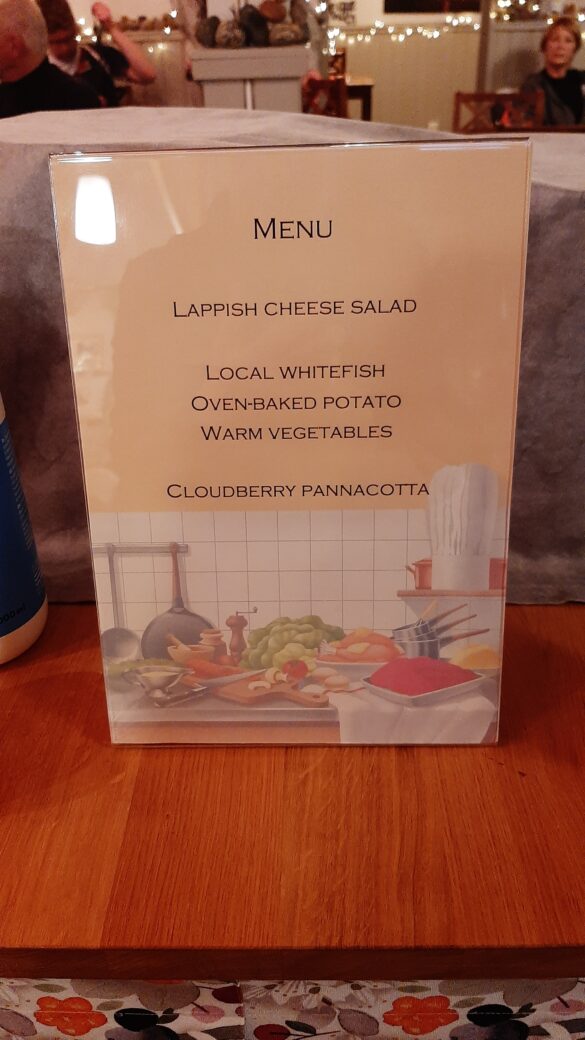 MENU
LAPPISH CHEESE SALAD
LOCAL WHITEFISH
OVEN-BAKED POTATO
WARM VEGETABLES
CLOUDBERRY PANNACOTTA